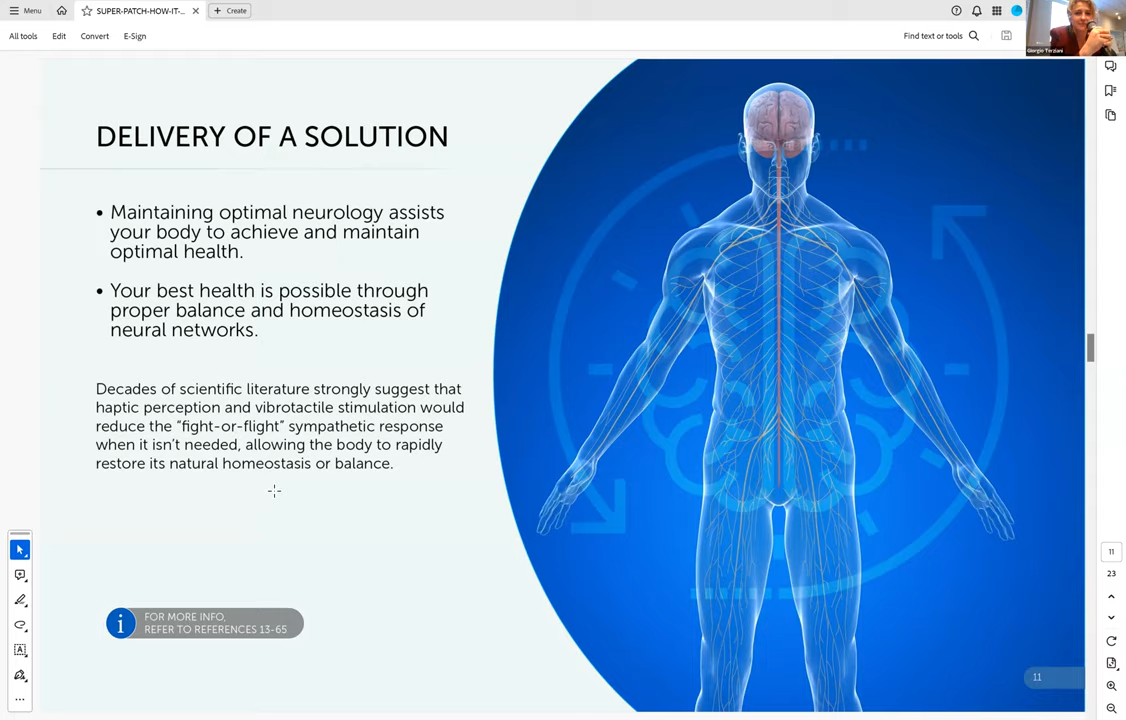 Menu
SUPER-PATCH-HOW-IT-...
Create
All tools
Edit
Convert
E-Sign
Find text or tools
Giorgio Terziani
DELIVERY OF A SOLUTION
• Maintaining optimal neurology assists
your body to achieve and maintain
optimal health.
• Your best health is possible through
proper balance and homeostasis of
neural networks.
Decades of scientific literature strongly suggest that
haptic perception and vibrotactile stimulation would
reduce the “fight-or-flight” sympathetic response
when it isn’t needed, allowing the body to rapidly
restore its natural homeostasis or balance.
i
FOR MORE INFO,
REFER TO REFERENCES 13-65
11
11
23